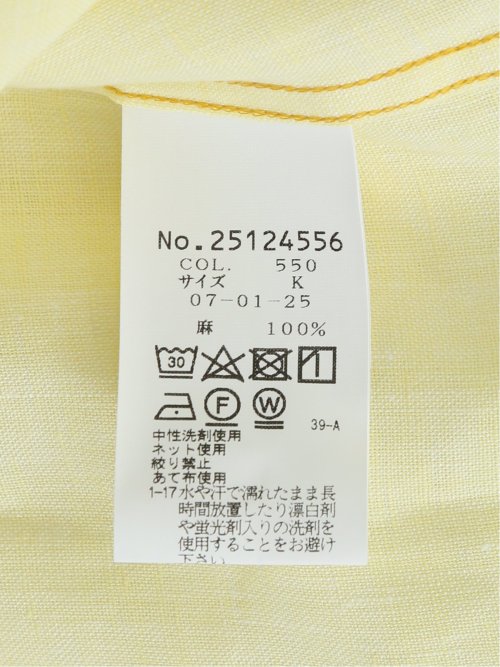 No.25124556
COL. 550
サイズ K
07-01-25
麻 100%
30
F W 39-A
中性洗剤使用
ネット使用
絞り禁止
あて布使用
1-17 水や汗で濡れたまま長
時間放置したり漂白剤
や蛍光剤入りの洗剤を
使用することをお避け
下さい